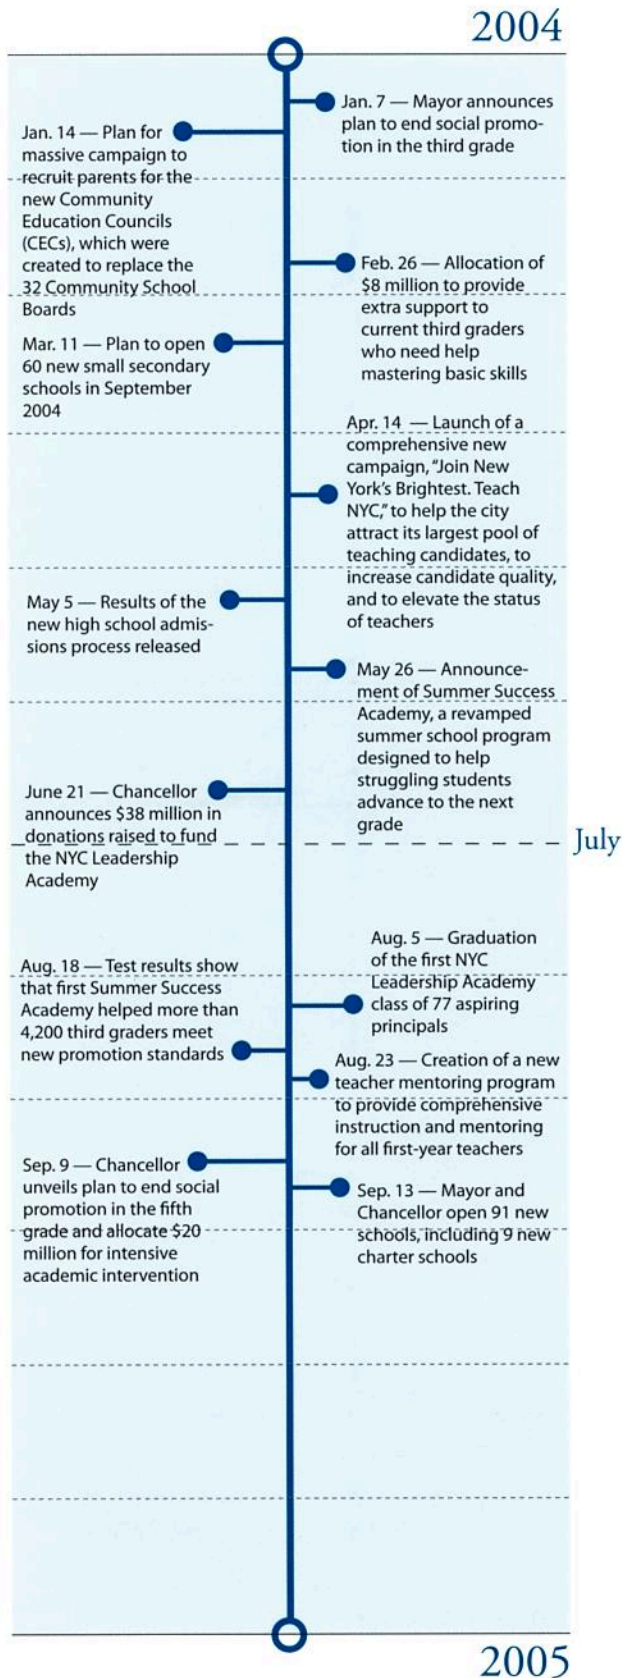 2004
Jan. 7 — Mayor announces
plan to end social promo-
tion in the third grade
Jan. 14 — Plan for
massive campaign to
recruit parents for the
new Community
Education Councils
(CECs), which were
created to replace the
32 Community School
Boards
Feb. 26 — Allocation of
$8 million to provide
extra support to
current third graders
who need help
mastering basic skills
Mar. 11 — Plan to open
60 new small secondary
schools in September
2004
Apr. 14 — Launch of a
comprehensive new
campaign, “Join New
York’s Brightest. Teach
NYC,” to help the city
attract its largest pool of
teaching candidates, to
increase candidate quality,
and to elevate the status
of teachers
May 5 — Results of the
new high school admis-
sions process released
May 26 — Announce-
ment of Summer Success
Academy, a revamped
summer school program
designed to help
struggling students
advance to the next
grade
June 21 — Chancellor
announces $38 million in
donations raised to fund
the NYC Leadership
Academy
July
Aug. 5 — Graduation
of the first NYC
Leadership Academy
class of 77 aspiring
principals
Aug. 18 — Test results show
that first Summer Success
Academy helped more than
4,200 third graders meet
new promotion standards
Aug. 23 — Creation of a new
teacher mentoring program
to provide comprehensive
instruction and mentoring
for all first-year teachers
Sep. 9 — Chancellor
unveils plan to end social
promotion in the fifth
grade and allocate $20
million for intensive
academic intervention
Sep. 13 — Mayor and
Chancellor open 91 new
schools, including 9 new
charter schools
2005